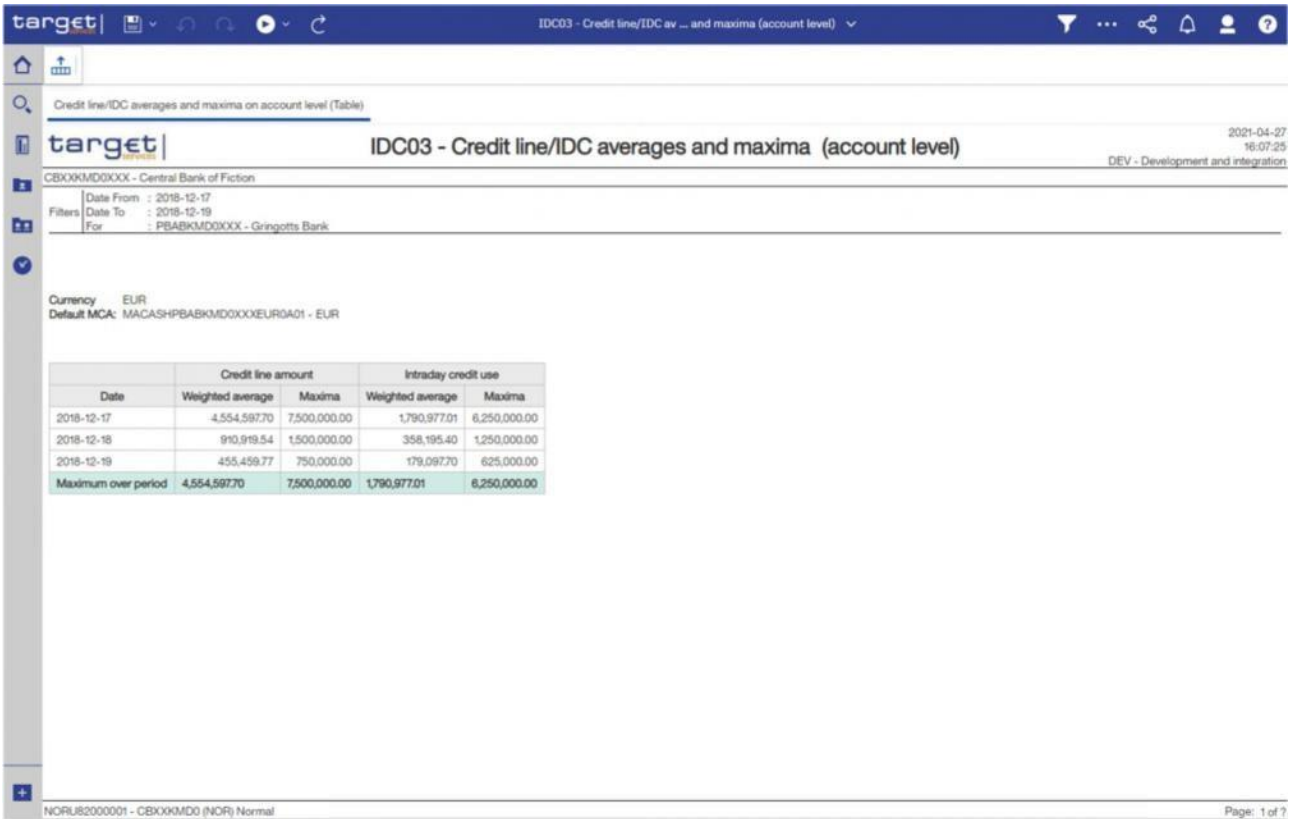 target| IDC03 - Credit line/IDC av ... and maxima (account level)
Credit line/IDC averages and maxima on account level (Table)
target| SERVICES IDC03 - Credit line/IDC averages and maxima (account level) 2021-04-27
16:07:25
DEV - Development and integration
CBXXKMD0XXX - Central Bank of Fiction
Date From : 2018-12-17
Filters Date To : 2018-12-19
For : PBABKMD0XXX - Gringotts Bank
Currency EUR
Default MCA: MACASHPBABKMD0XXXEUR0A01 - EUR
Credit line amount Intraday credit use
Date Weighted average Maxima Weighted average Maxima
2018-12-17 4,554,597.70 7,500,000.00 1,790,977.01 6,250,000.00
2018-12-18 910,919.54 1,500,000.00 358,195.40 1,250,000.00
2018-12-19 455,459.77 750,000.00 179,097.70 625,000.00
Maximum over period 4,554,597.70 7,500,000.00 1,790,977.01 6,250,000.00
NORU82000001 - CBXXKMD0 (NOR) Normal Page: 1 of ?